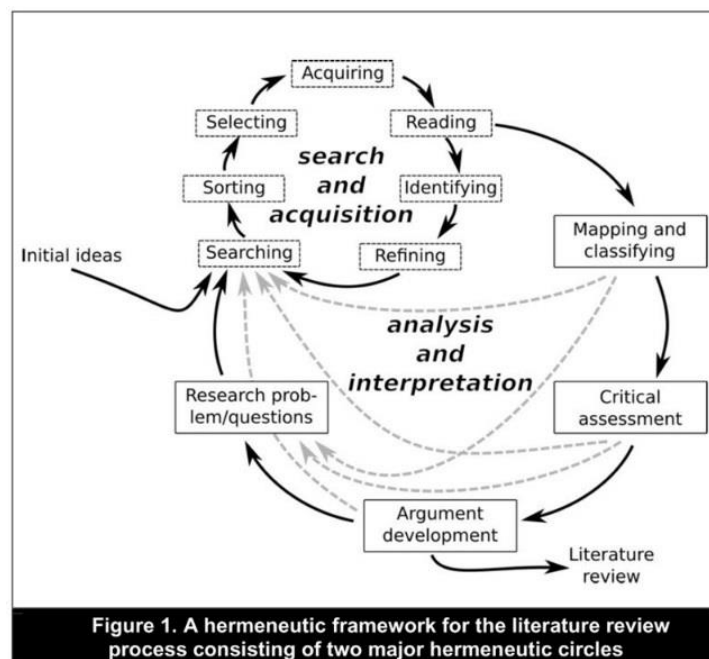 Acquiring
Selecting
Reading
search
and
acquisition
Sorting
Identifying
Initial ideas
Searching
Refining
Mapping and
classifying
analysis
and
interpretation
Research prob-
lem/questions
Critical
assessment
Argument
development
Literature
review
Figure 1. A hermeneutic framework for the literature review
process consisting of two major hermeneutic circles